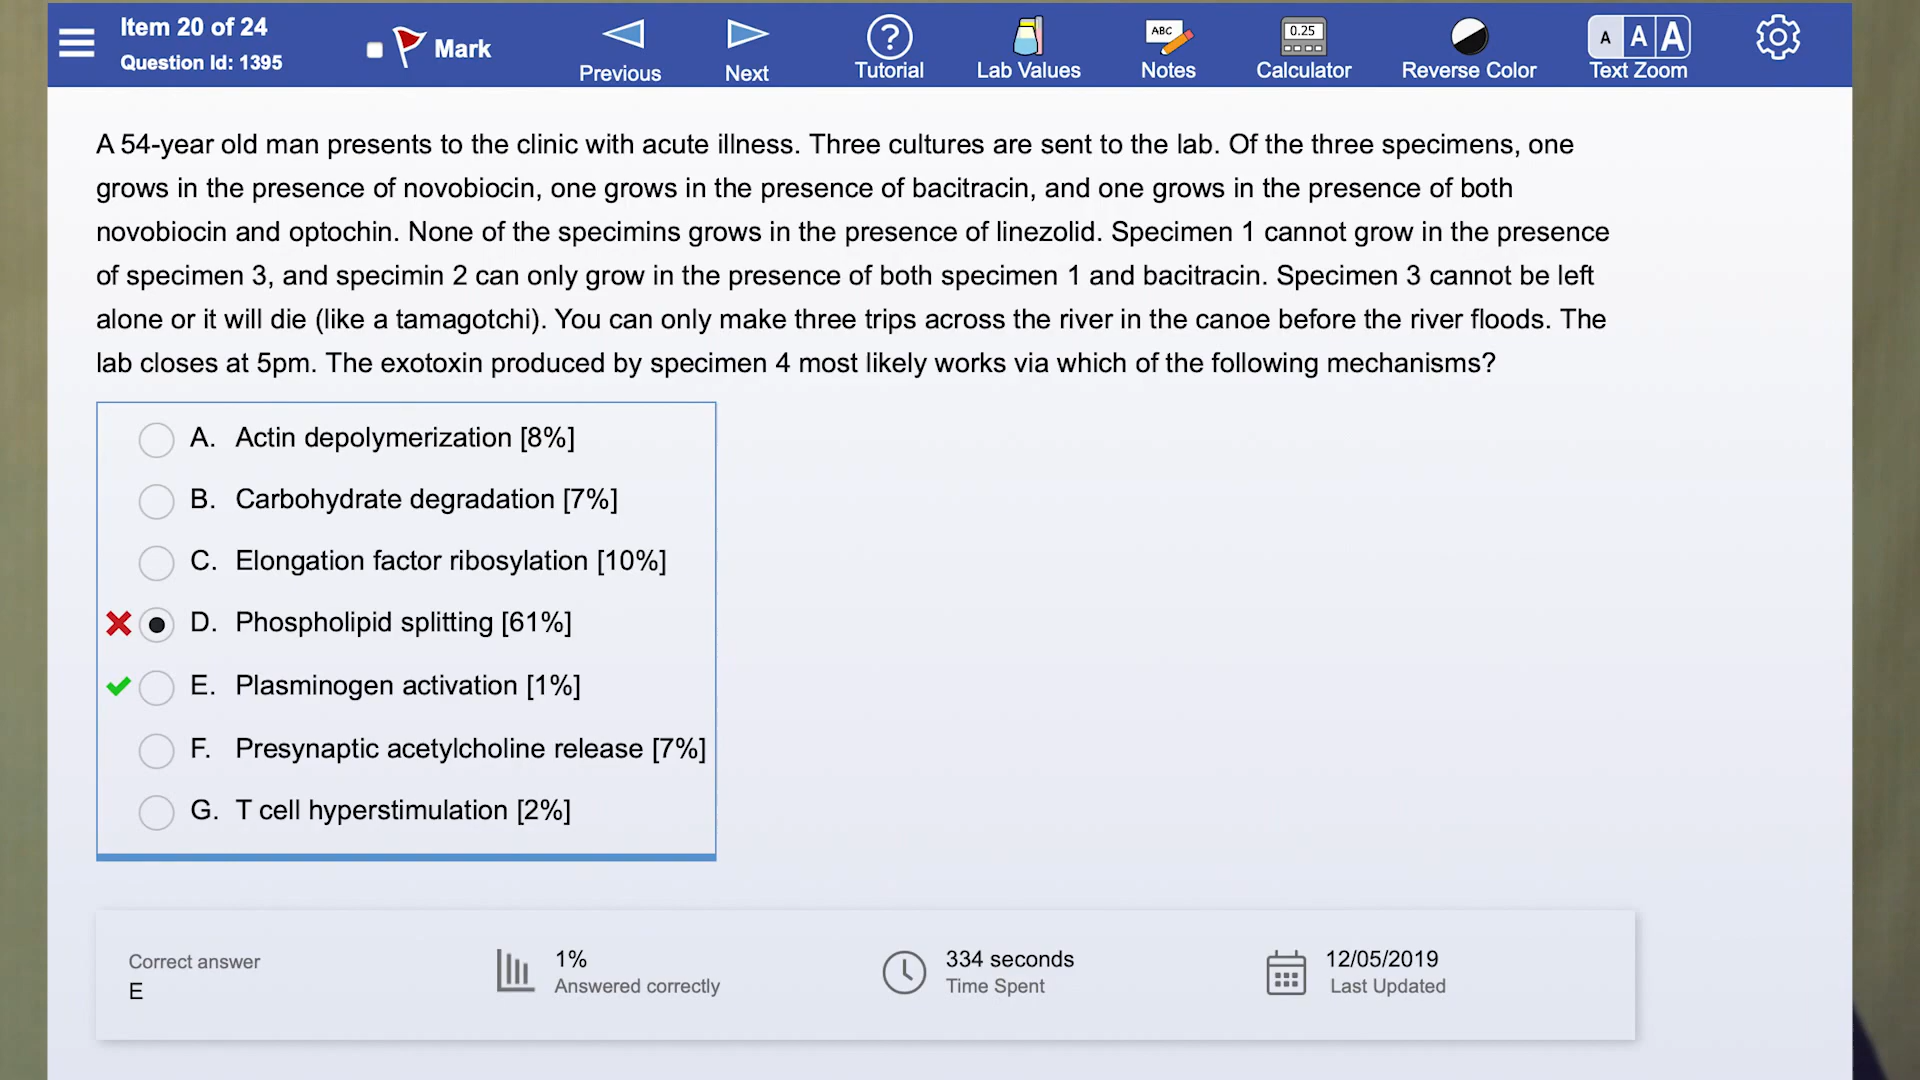 Item 20 of 24
Question Id: 1395
Mark
Previous
Next
Tutorial
Lab Values
ABC
Notes
0.25
Calculator
Reverse Color
A A A
Text Zoom
A 54-year old man presents to the clinic with acute illness. Three cultures are sent to the lab. Of the three specimens, one
grows in the presence of novobiocin, one grows in the presence of bacitracin, and one grows in the presence of both
novobiocin and optochin. None of the specimins grows in the presence of linezolid. Specimen 1 cannot grow in the presence
of specimen 3, and specimin 2 can only grow in the presence of both specimen 1 and bacitracin. Specimen 3 cannot be left
alone or it will die (like a tamagotchi). You can only make three trips across the river in the canoe before the river floods. The
lab closes at 5pm. The exotoxin produced by specimen 4 most likely works via which of the following mechanisms?
A. Actin depolymerization [8%]
B. Carbohydrate degradation [7%]
C. Elongation factor ribosylation [10%]
D. Phospholipid splitting [61%]
E. Plasminogen activation [1%]
F. Presynaptic acetylcholine release [7%]
G. T cell hyperstimulation [2%]
Correct answer
E
1%
Answered correctly
334 seconds
Time Spent
12/05/2019
Last Updated